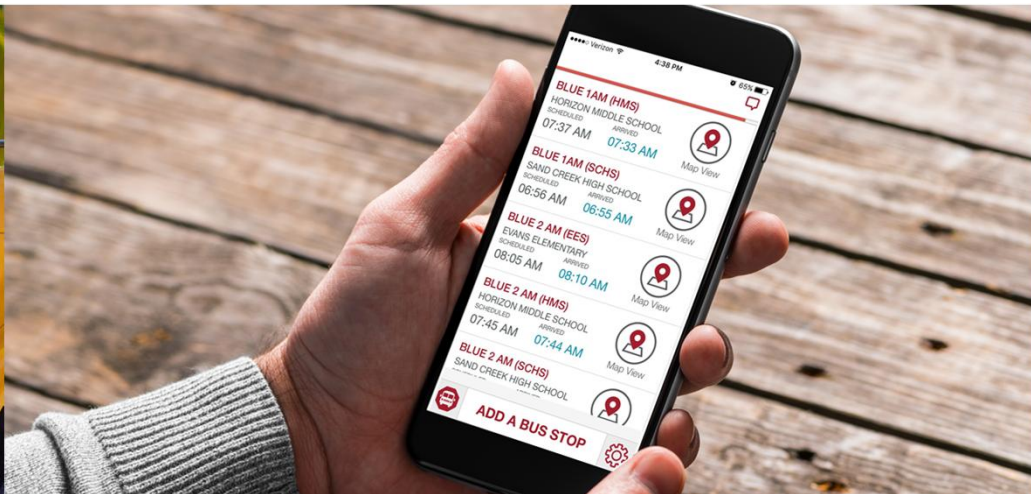 Verizon
4:38 PM
65%
BLUE 1AM (HMS)
HORIZON MIDDLE SCHOOL
SCHEDULED ARRIVED
07:37 AM 07:33 AM
Map View
BLUE 1AM (SCHS)
SAND CREEK HIGH SCHOOL
SCHEDULED ARRIVED
06:56 AM 06:55 AM
Map View
BLUE 2 AM (EES)
EVANS ELEMENTARY
SCHEDULED ARRIVED
08:05 AM 08:10 AM
Map View
BLUE 2 AM (HMS)
HORIZON MIDDLE SCHOOL
SCHEDULED ARRIVED
07:45 AM 07:44 AM
Map View
BLUE 2 AM (SCHS)
SAND CREEK HIGH SCHOOL
ADD A BUS STOP